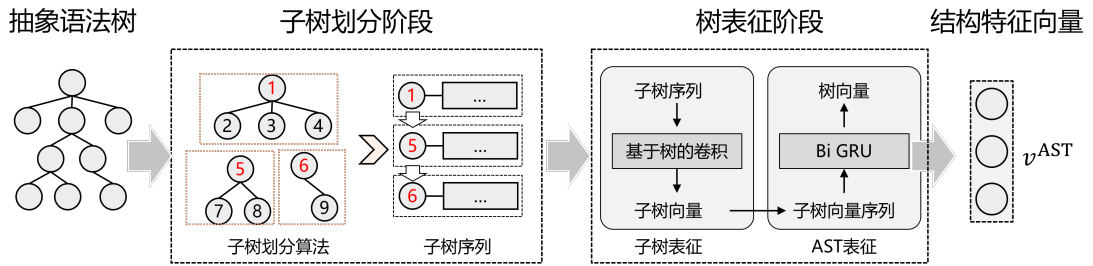 抽象语法树
子树划分阶段
树表征阶段
结构特征向量
1
2
3
4
5
7
8
6
9
子树划分算法
1
...
5
...
6
...
子树序列
子树序列
基于树的卷积
子树向量
子树表征
树向量
Bi GRU
子树向量序列
AST表征
v^AST